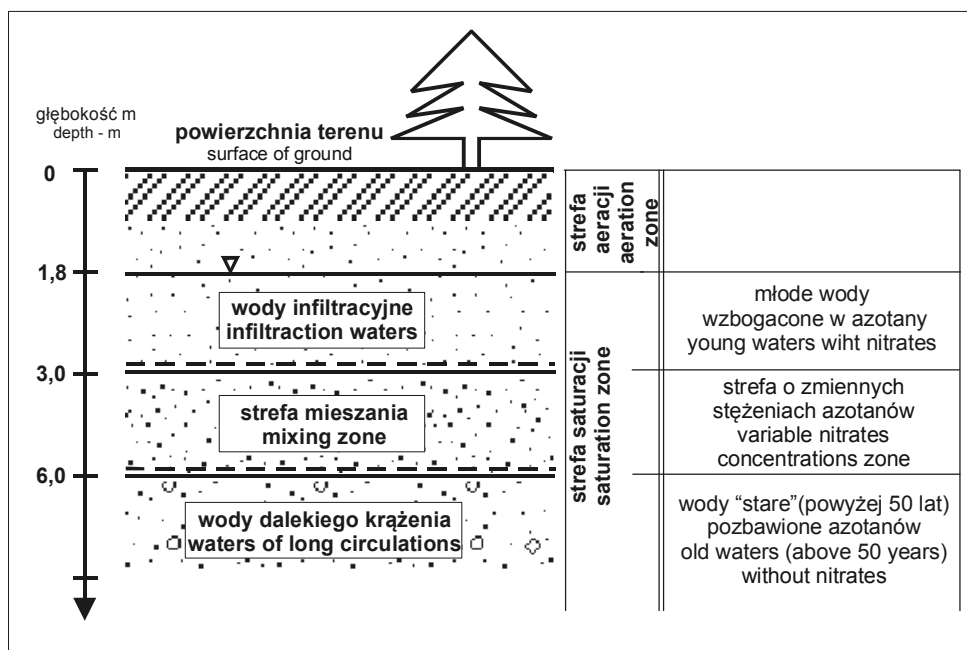 głębokość m
depth - m
powierzchnia terenu
surface of ground
0
1,8
3,0
6,0
wody infiltracyjne
infiltraction waters
strefa mieszania
mixing zone
wody dalekiego krążenia
waters of long circulations
strefa
aeracji
aeration
zone
strefa saturacji
saturation zone
młode wody
wzbogacone w azotany
young waters wiht nitrates
strefa o zmiennych
stężeniach azotanów
variable nitrates
concentrations zone
wody “stare”(powyżej 50 lat)
pozbawione azotanów
old waters (above 50 years)
without nitrates